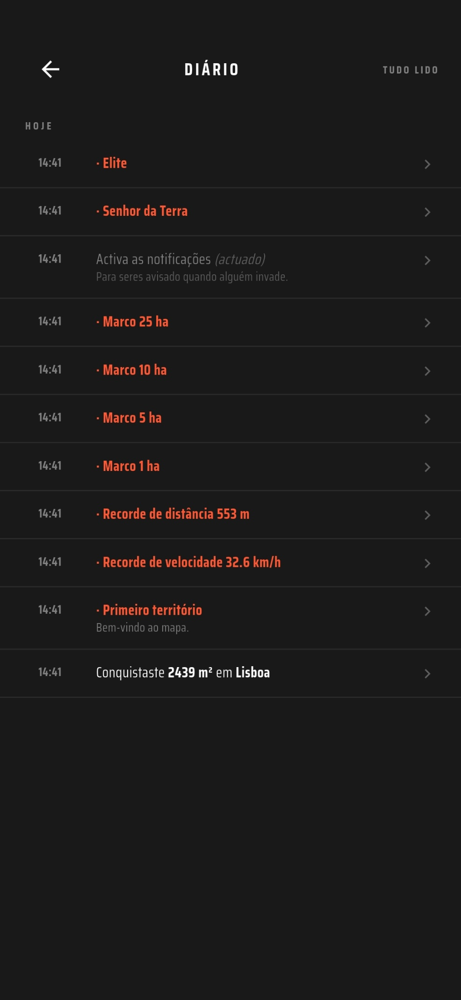 DIÁRIO
TUDO LIDO
HOJE
14:41 · Elite
14:41 · Senhor da Terra
14:41 Activa as notificações (actuado)
Para seres avisado quando alguém invade.
14:41 · Marco 25 ha
14:41 · Marco 10 ha
14:41 · Marco 5 ha
14:41 · Marco 1 ha
14:41 · Recorde de distância 553 m
14:41 · Recorde de velocidade 32.6 km/h
14:41 · Primeiro território
Bem-vindo ao mapa.
14:41 Conquistaste 2439 m² em Lisboa